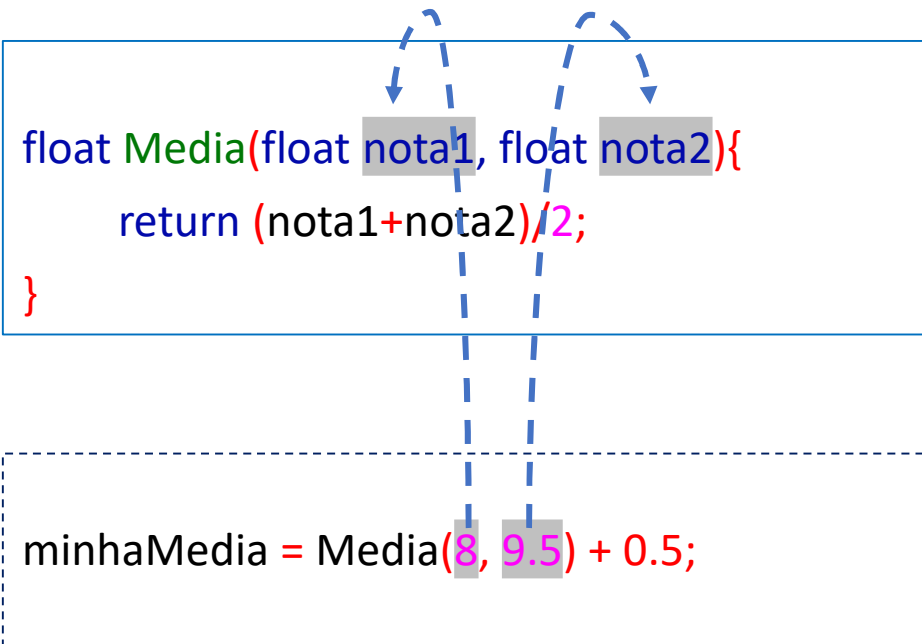 float Media(float nota1, float nota2){
return (nota1+nota2)/2;
}
minhaMedia = Media(8, 9.5) + 0.5;